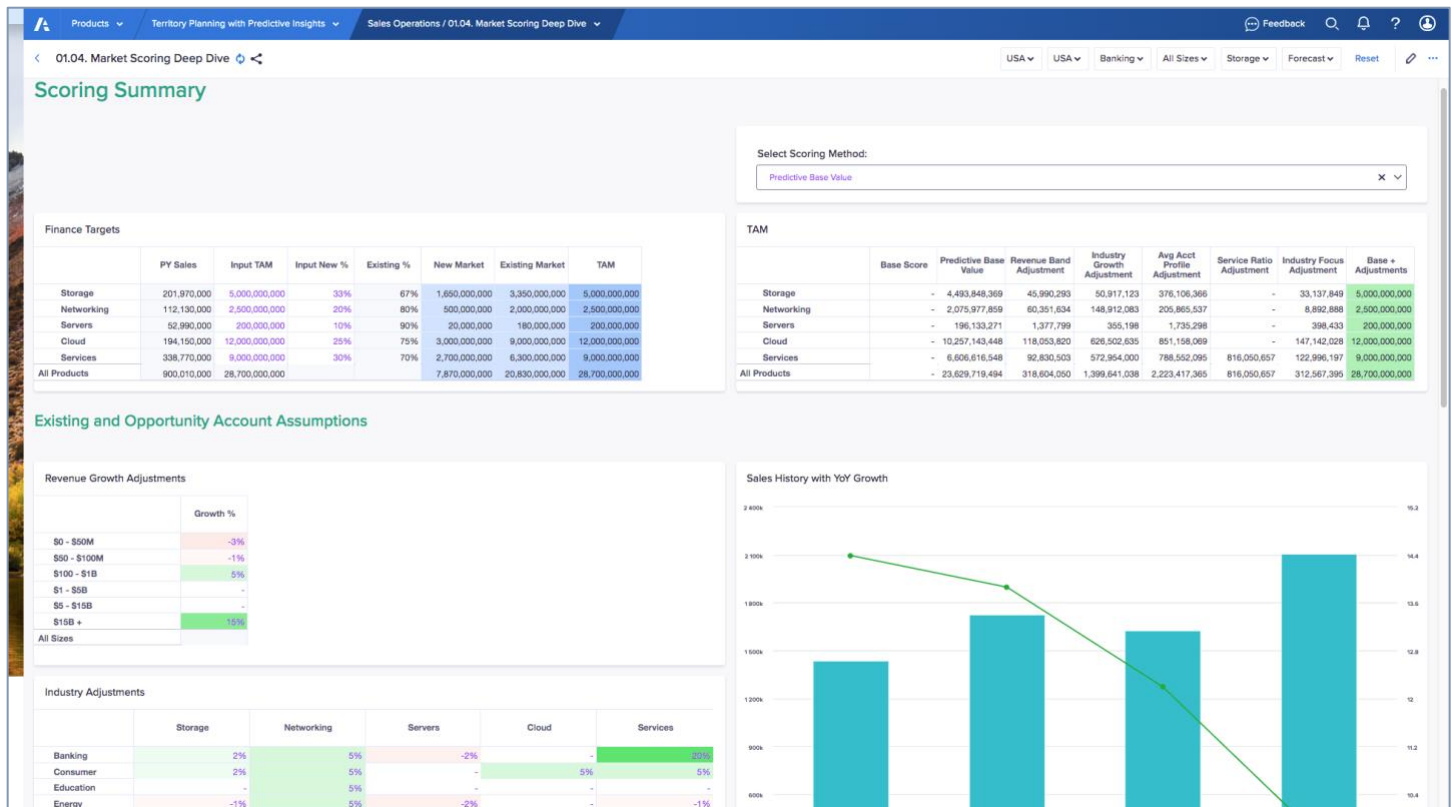 Products
Territory Planning with Predictive Insights
Sales Operations / 01.04. Market Scoring Deep Dive
Feedback
01.04. Market Scoring Deep Dive
USA USA Banking All Sizes Storage Forecast Reset
Scoring Summary
Select Scoring Method:
Predictive Base Value
Finance Targets
PY Sales Input TAM Input New % Existing % New Market Existing Market TAM
Storage 201,970,000 5,000,000,000 33% 67% 1,650,000,000 3,350,000,000 5,000,000,000
Networking 112,130,000 2,500,000,000 20% 80% 500,000,000 2,000,000,000 2,500,000,000
Servers 52,990,000 200,000,000 10% 90% 20,000,000 180,000,000 200,000,000
Cloud 194,150,000 12,000,000,000 25% 75% 3,000,000,000 9,000,000,000 12,000,000,000
Services 338,770,000 9,000,000,000 30% 70% 2,700,000,000 6,300,000,000 9,000,000,000
All Products 900,010,000 28,700,000,000 7,870,000,000 20,830,000,000 28,700,000,000
TAM
Base Score Predictive Base Value Revenue Band Adjustment Industry Growth Adjustment Avg Acct Profile Adjustment Service Ratio Adjustment Industry Focus Adjustment Base + Adjustments
Storage - 4,493,848,369 45,990,293 50,917,123 376,106,366 - 33,137,849 5,000,000,000
Networking - 2,075,977,859 60,351,634 148,912,083 205,865,537 - 8,892,888 2,500,000,000
Servers - 196,133,271 1,377,799 355,198 1,735,298 - 398,433 200,000,000
Cloud - 10,257,143,448 118,053,820 626,502,635 851,158,069 - 147,142,028 12,000,000,000
Services - 6,606,616,548 92,830,503 572,954,000 788,552,095 816,050,657 122,996,197 9,000,000,000
All Products - 23,629,719,494 318,604,050 1,399,641,038 2,223,417,365 816,050,657 312,567,395 28,700,000,000
Existing and Opportunity Account Assumptions
Revenue Growth Adjustments
Growth %
$0 - $50M -3%
$50 - $100M -1%
$100 - $1B 5%
$1 - $5B -
$5 - $15B -
$15B + 15%
All Sizes
Industry Adjustments
Storage Networking Servers Cloud Services
Banking 2% 5% -2% - 20%
Consumer 2% 5% - 5% 5%
Education - 5% - - -
Energy -1% 5% -2% - -1%
Sales History with YoY Growth
2 400k 15.2
2 100k 14.4
1 800k 13.6
1 500k 12.8
1 200k 12
900k 11.2
600k 10.4